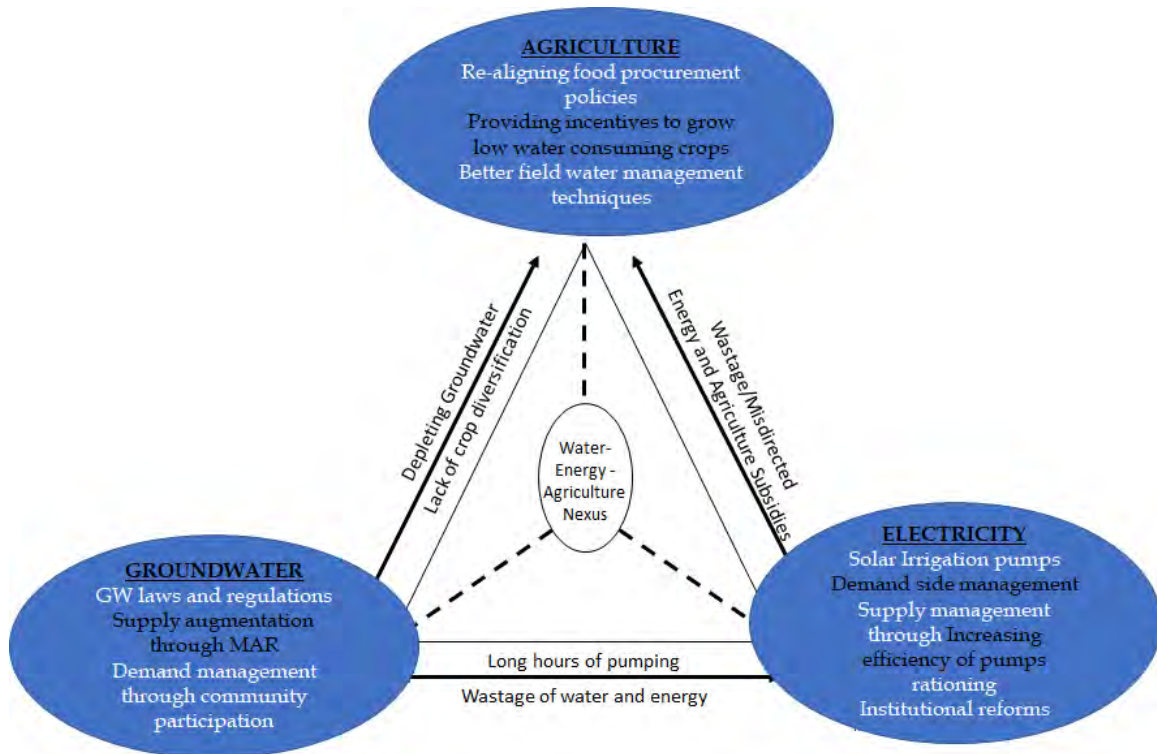 AGRICULTURE
Re-aligning food procurement
policies
Providing incentives to grow
low water consuming crops
Better field water management
techniques
Depleting Groundwater
Lack of crop diversification
Wastage/Misdirected
Energy and Agriculture Subsidies
Water-
Energy -
Agriculture
Nexus
GROUNDWATER
GW laws and regulations
Supply augmentation
through MAR
Demand management
through community
participation
Long hours of pumping
Wastage of water and energy
ELECTRICITY
Solar Irrigation pumps
Demand side management
Supply management
through Increasing
efficiency of pumps
rationing
Institutional reforms